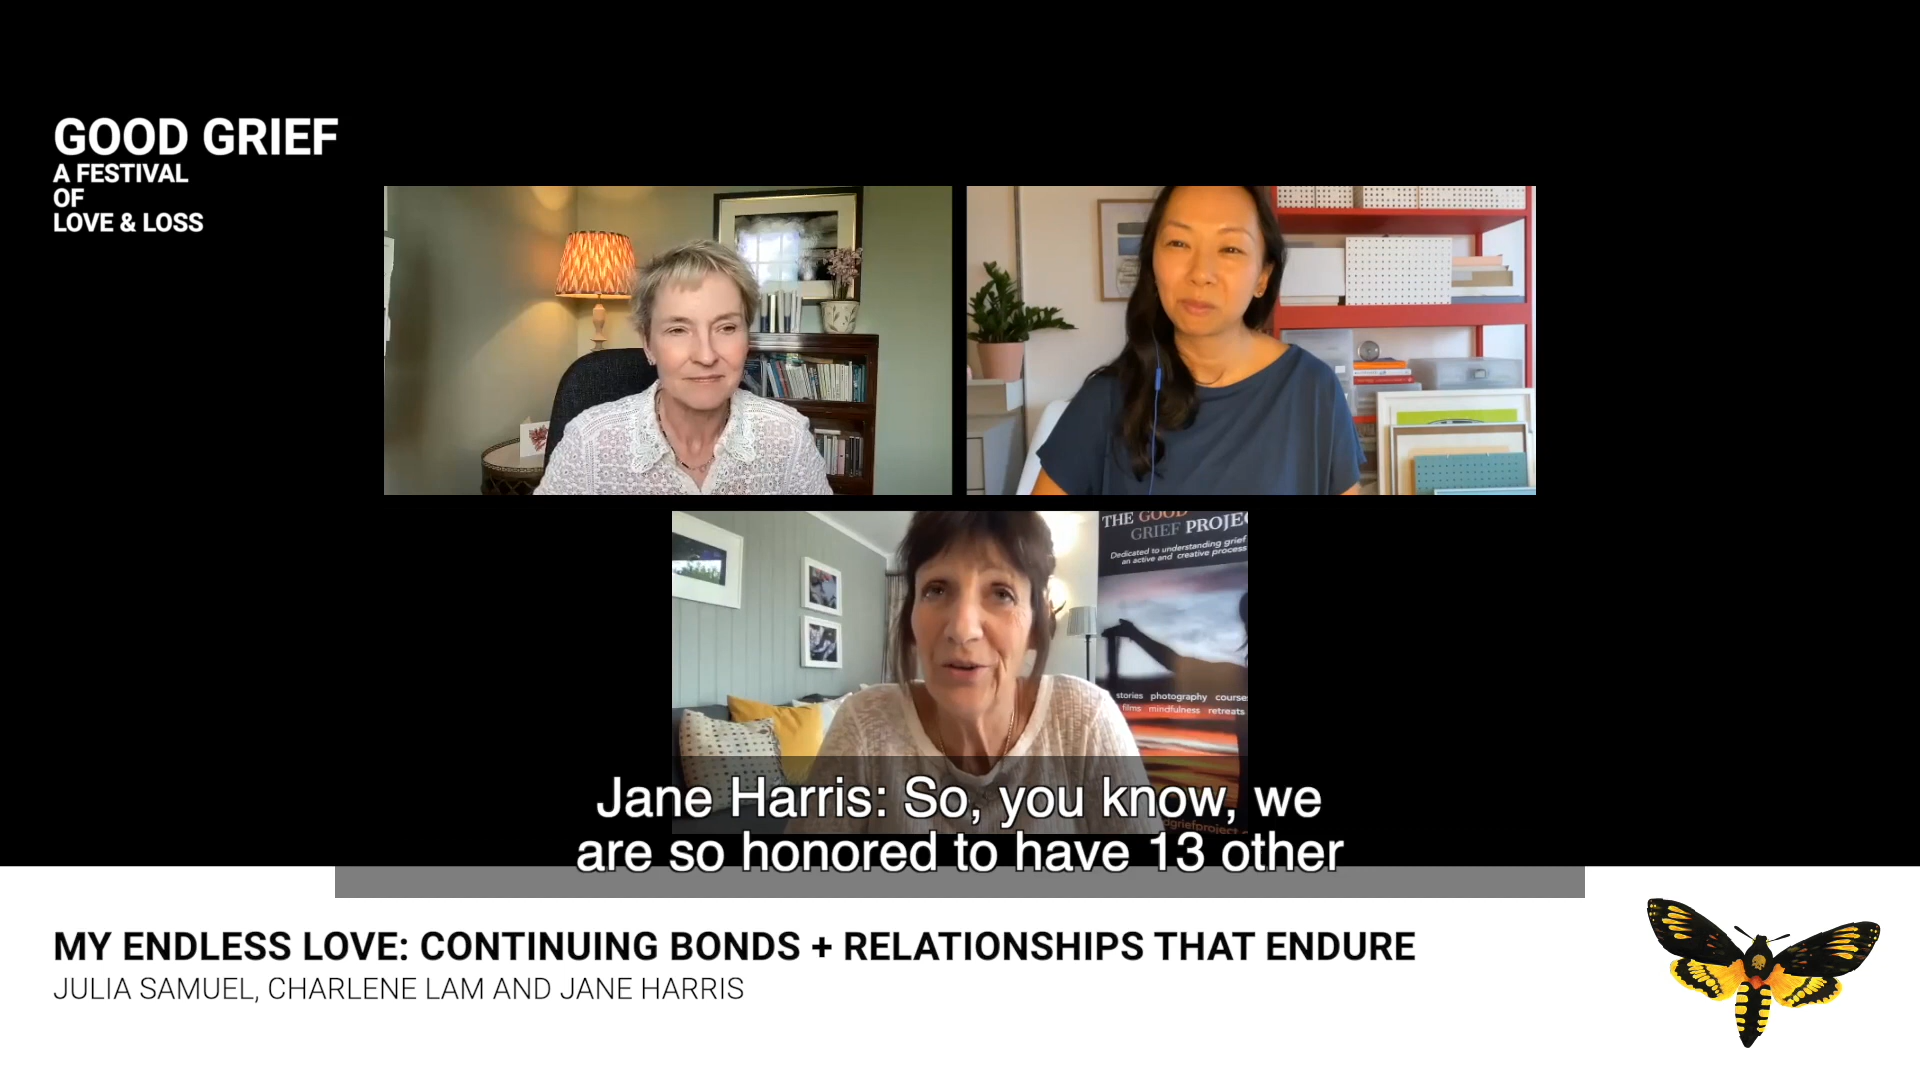 GOOD GRIEF
A FESTIVAL
OF
LOVE & LOSS
THE GOOD
GRIEF PROJEC
Dedicated to understanding grief
an active and creative process
stories photography course
films mindfulness retreats
griefproject
Jane Harris: So, you know, we
are so honored to have 13 other
MY ENDLESS LOVE: CONTINUING BONDS + RELATIONSHIPS THAT ENDURE
JULIA SAMUEL, CHARLENE LAM AND JANE HARRIS